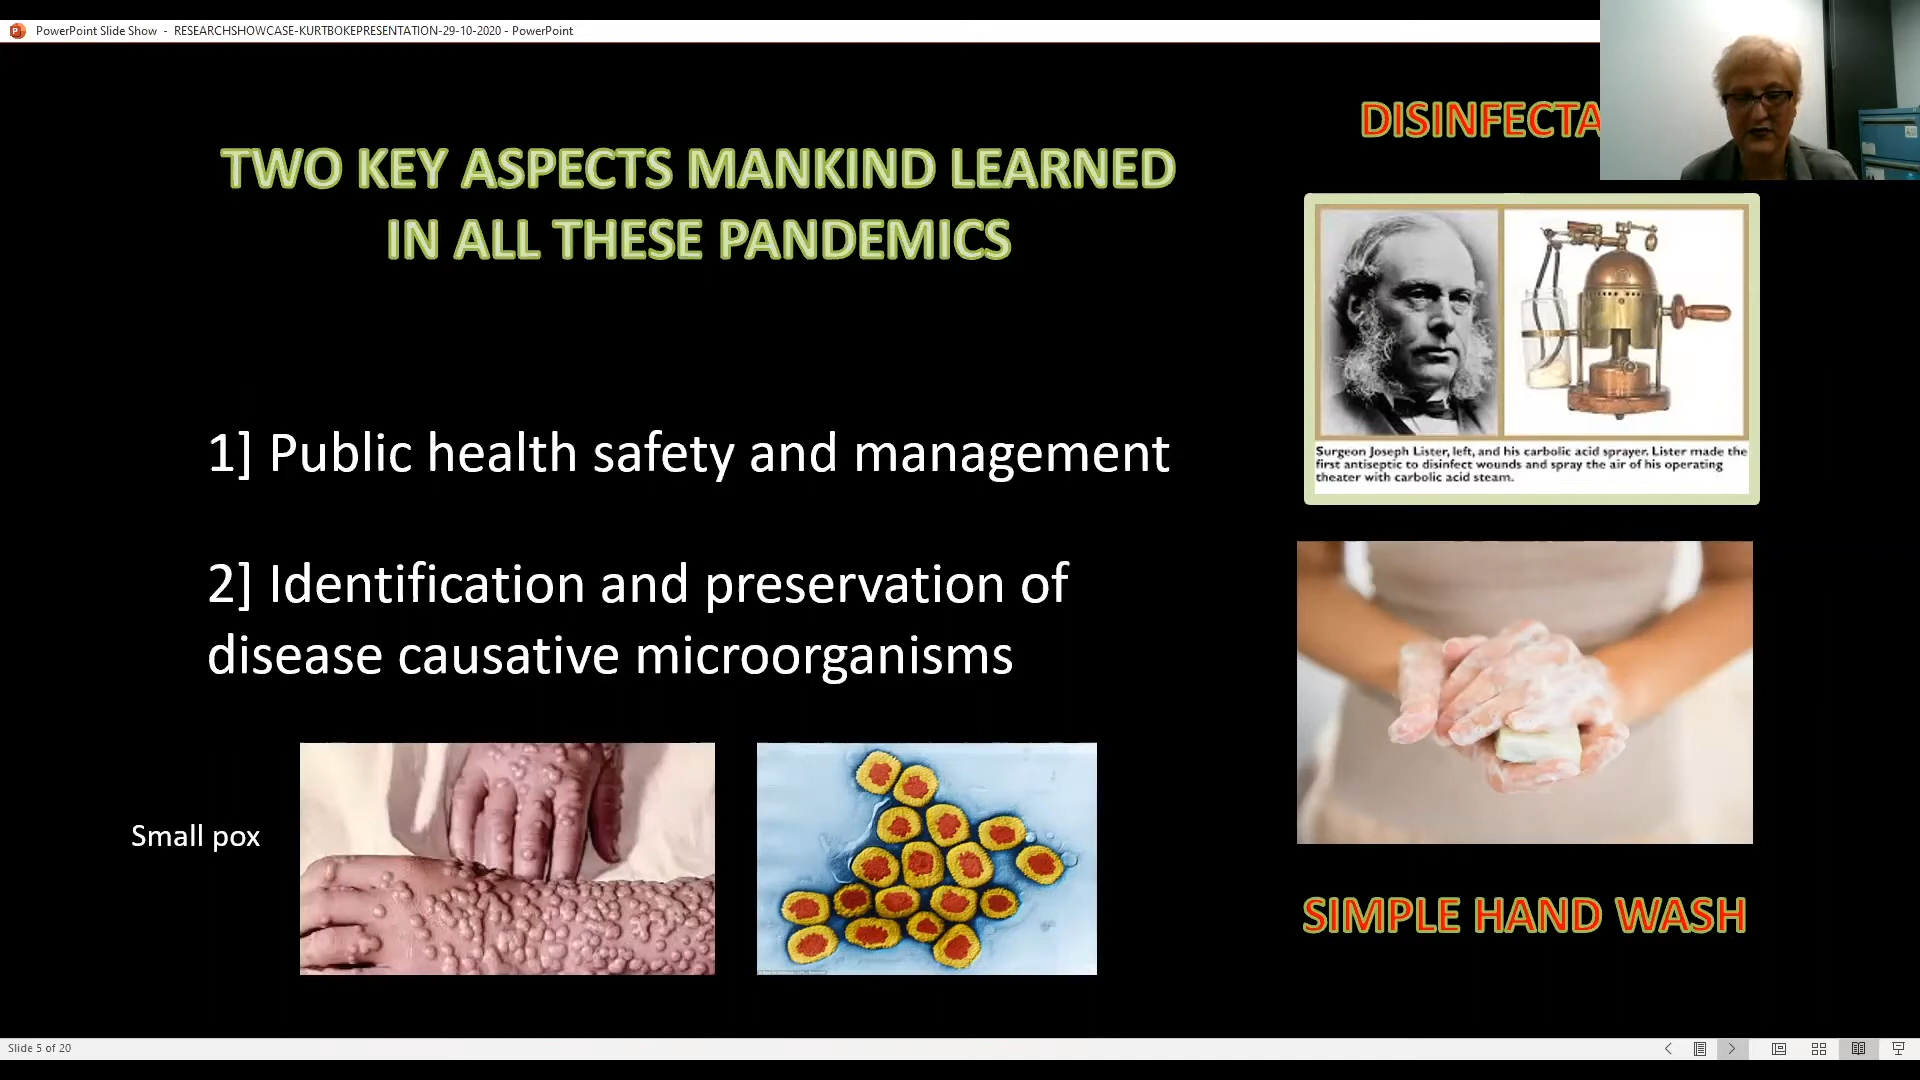 PowerPoint Slide Show - RESEARCHSHOWCASE-KURTBOKEPRESENTATION-29-10-2020 - PowerPoint
DISINFECTA
TWO KEY ASPECTS MANKIND LEARNED
IN ALL THESE PANDEMICS
1] Public health safety and management
2] Identification and preservation of
disease causative microorganisms
Small pox
Surgeon Joseph Lister, left, and his carbolic acid sprayer. Lister made the
first antiseptic to disinfect wounds and spray the air of his operating
theater with carbolic acid steam.
SIMPLE HAND WASH
Slide 5 of 20